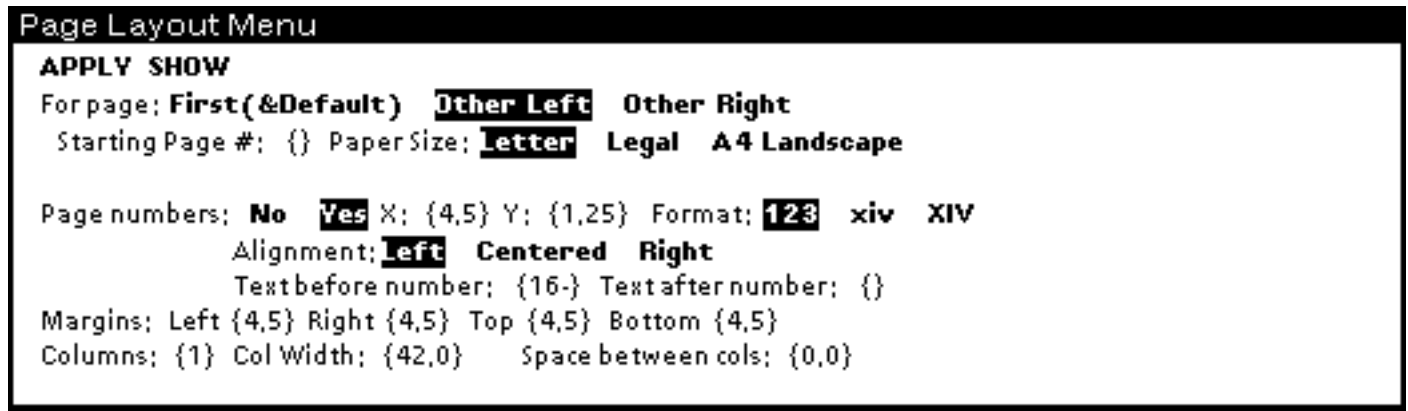 Page Layout Menu
APPLY SHOW
For page: First(&Default) Other Left Other Right
Starting Page #: {} Paper Size: Letter Legal A4 Landscape
Page numbers: No Yes X: {4,5} Y: {1,25} Format: 123 xiv XIV
Alignment: Left Centered Right
Text before number: {16-} Text after number: {}
Margins: Left {4,5} Right {4,5} Top {4,5} Bottom {4,5}
Columns: {1} Col Width: {42,0} Space between cols: {0,0}